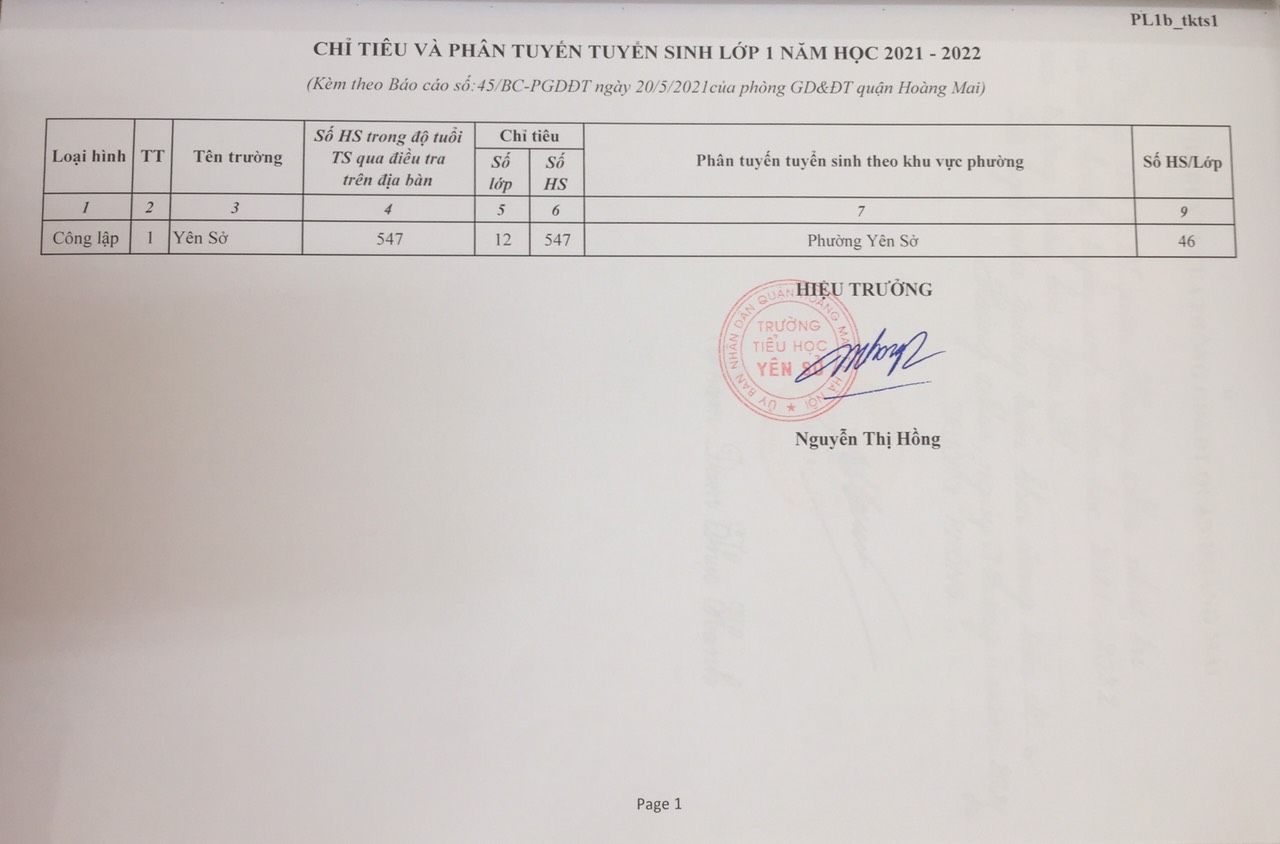 PL1b_tkts1
CHỈ TIÊU VÀ PHÂN TUYẾN TUYỂN SINH LỚP 1 NĂM HỌC 2021 - 2022
(Kèm theo Báo cáo số:45/BC-PGDĐT ngày 20/5/2021của phòng GD&ĐT quận Hoàng Mai)
Loại hình TT Tên trường Số HS trong độ tuổi TS qua điều tra trên địa bàn Chỉ tiêu Số lớp Số HS Phân tuyến tuyển sinh theo khu vực phường Số HS/Lớp
1 2 3 4 5 6 7 9
Công lập 1 Yên Sở 547 12 547 Phường Yên Sở 46
HIỆU TRƯỞNG
ỦY BAN NHÂN DÂN QUẬN HOÀNG MAI HÀ NỘI
TRƯỜNG
TIỂU HỌC
YÊN SỞ
Nguyễn Thị Hồng
Page 1